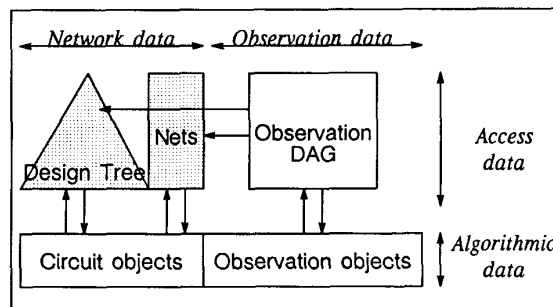 Network data Observation data
Nets
Observation
DAG
Design Tree
Access
data
Circuit objects Observation objects
Algorithmic
data